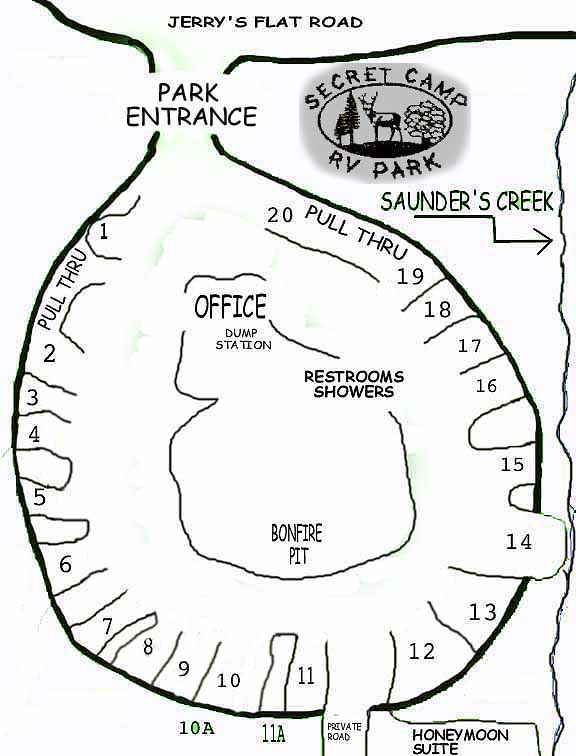 JERRY'S FLAT ROAD
PARK
ENTRANCE
SECRET CAMP
RV PARK
SAUNDER'S CREEK
20 PULL THRU
1
PULL THRU
19
OFFICE
18
DUMP
STATION
2
17
RESTROOMS
SHOWERS
16
3
4
15
5
BONFIRE
PIT
14
6
13
7
8
12
9
10
11
10A
11A
PRIVATE
ROAD
HONEYMOON
SUITE